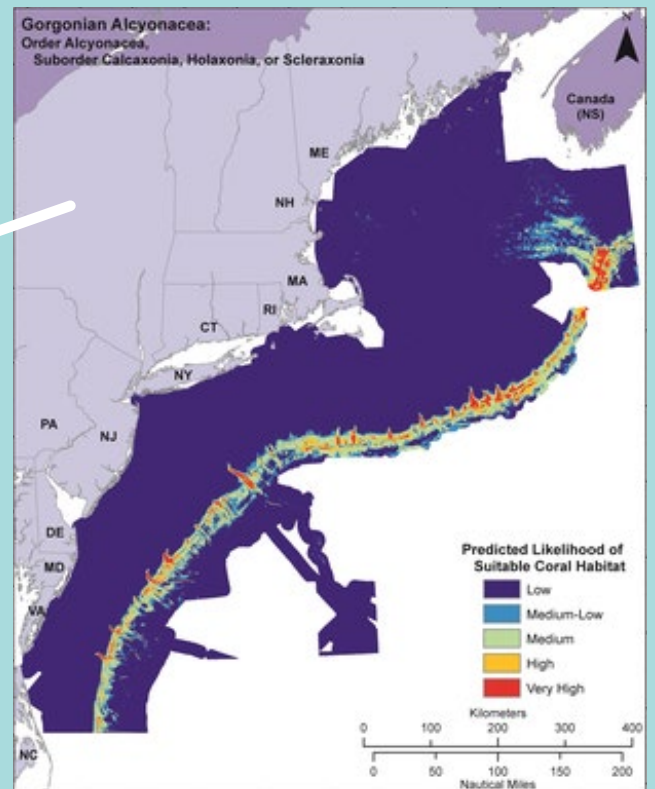 Gorgonian Alcyonacea:
Order Alcyonacea,
Suborder Calcaxonia, Holaxonia, or Scleraxonia
N
Canada
(NS)
ME
NH
MA
RI
CT
NY
PA
NJ
DE
MD
VA
NC
Predicted Likelihood of
Suitable Coral Habitat
Low
Medium-Low
Medium
High
Very High
Kilometers
0 100 200 300 400
0 50 100 150 200
Nautical Miles